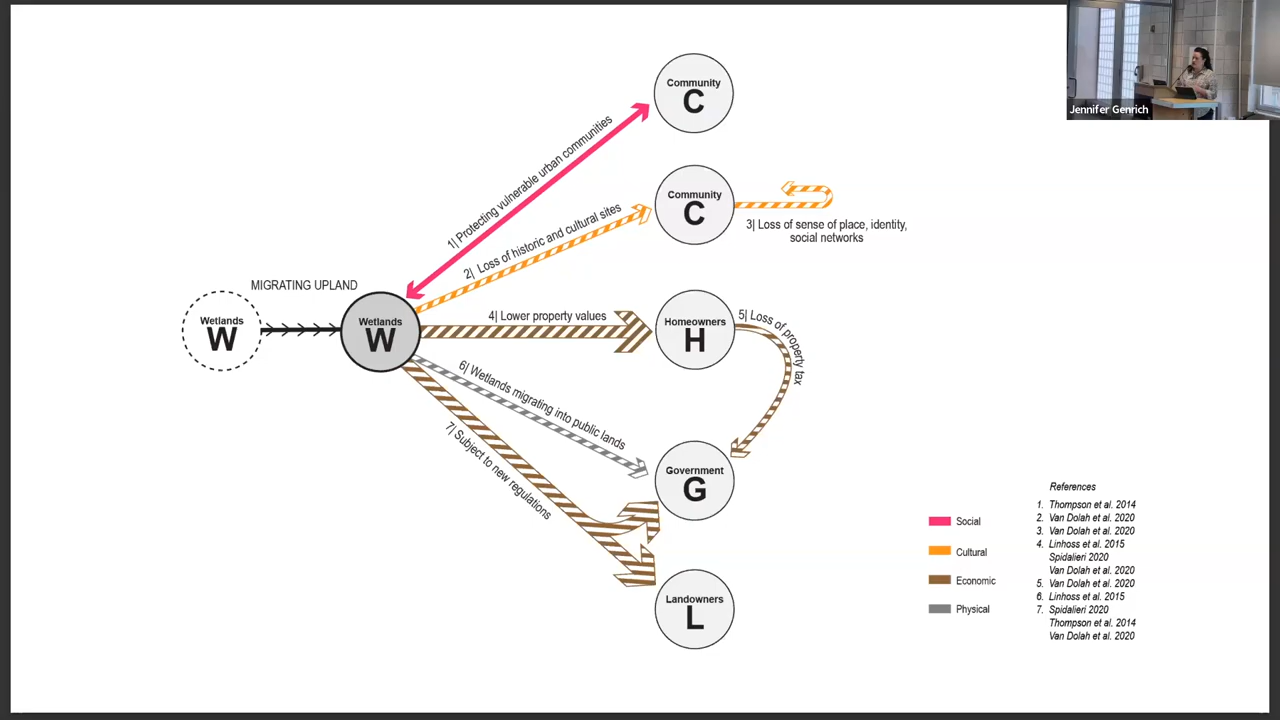 Jennifer Genrich
Community
C
1| Protecting vulnerable urban communities
Community
C
2| Loss of historic and cultural sites
3| Loss of sense of place, identity,
social networks
MIGRATING UPLAND
Wetlands
W
Wetlands
W
4| Lower property values
Homeowners
H
5| Loss of property tax
6| Wetlands migrating into public lands
7| Subject to new regulations
Government
G
Landowners
L
Social
Cultural
Economic
Physical
References
1. Thompson et al. 2014
2. Van Dolah et al. 2020
3. Van Dolah et al. 2020
4. Linhoss et al. 2015
Spidalieri 2020
Van Dolah et al. 2020
5. Van Dolah et al. 2020
6. Linhoss et al. 2015
7. Spidalieri 2020
Thompson et al. 2014
Van Dolah et al. 2020